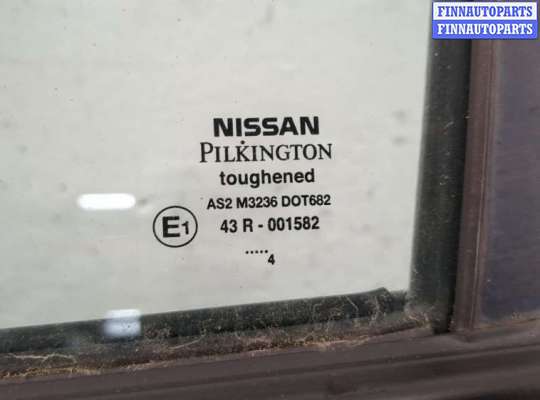 FINNAUTOPARTS
FINNAUTOPARTS
NISSAN
PILKINGTON
toughened
AS2 M3236 DOT682
E1 43 R - 001582
.....
4